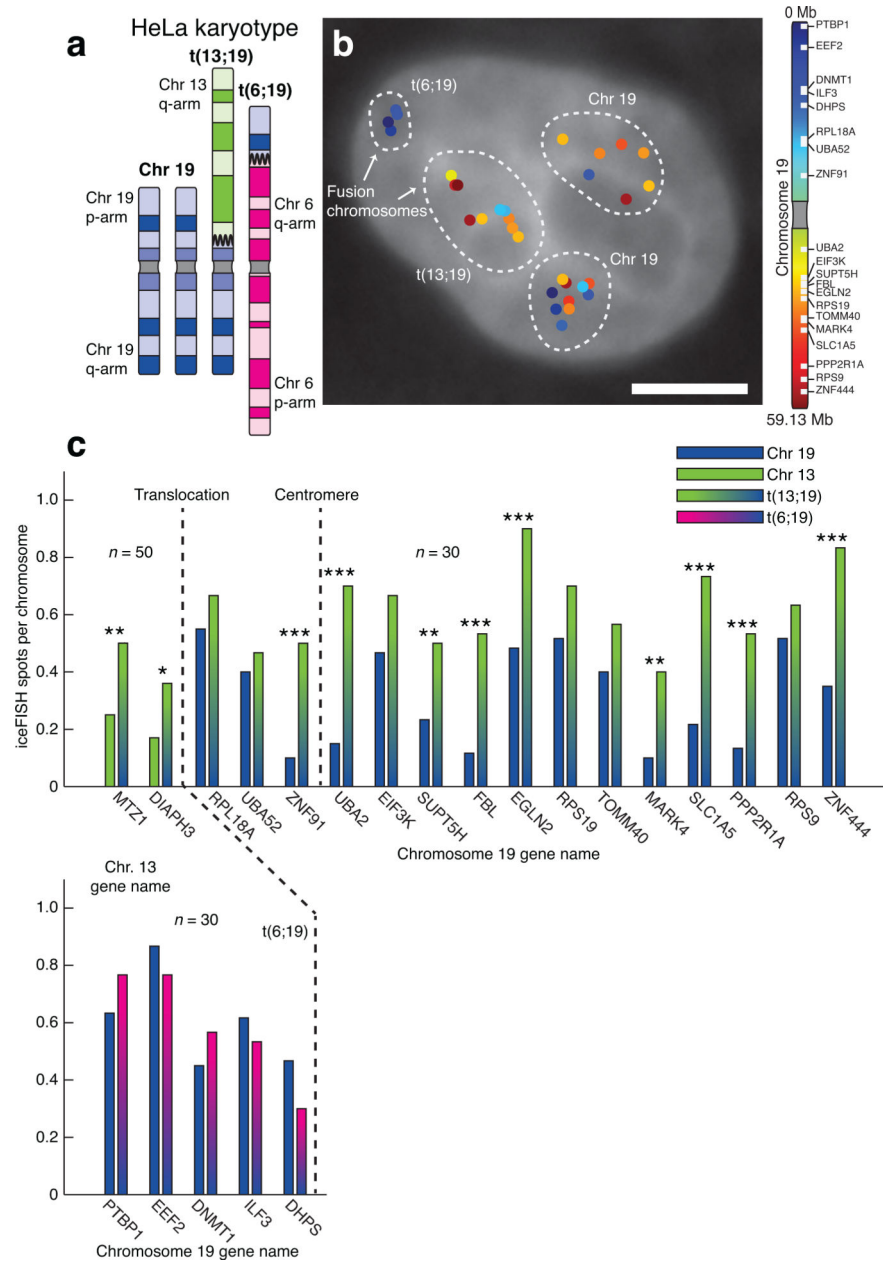 a
HeLa karyotype
t(13;19)
Chr 13
q-arm
t(6;19)
Chr 19
Chr 19
p-arm
Chr 6
q-arm
Chr 19
q-arm
Chr 6
p-arm
b
t(6;19)
Chr 19
Fusion
chromosomes
t(13;19)
Chr 19
0 Mb
PTBP1
EEF2
DNMT1
ILF3
DHPS
RPL18A
UBA52
ZNF91
Chromosome 19
UBA2
EIF3K
SUPT5H
FBL
EGLN2
RPS19
TOMM40
MARK4
SLC1A5
PPP2R1A
RPS9
ZNF444
59.13 Mb
c
Chr 19
Chr 13
t(13;19)
t(6;19)
Translocation
Centromere
n = 50
n = 30
iceFISH spots per chromosome
1.0
0.8
0.6
0.4
0.2
0
**
*
***
***
**
***
***
**
***
***
***
MTZ1
DIAPH3
RPL18A
UBA52
ZNF91
UBA2
EIF3K
SUPT5H
FBL
EGLN2
RPS19
TOMM40
MARK4
SLC1A5
PPP2R1A
RPS9
ZNF444
Chromosome 19 gene name
Chr. 13
gene name
n = 30
t(6;19)
1.0
0.8
0.6
0.4
0.2
0
PTBP1
EEF2
DNMT1
ILF3
DHPS
Chromosome 19 gene name